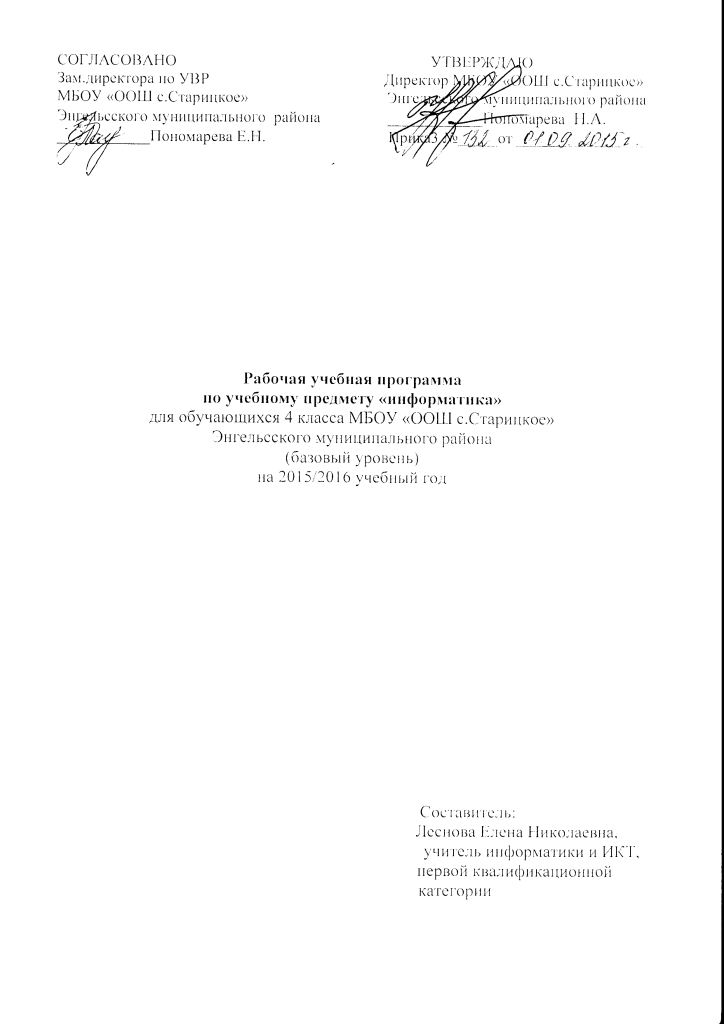 СОГЛАСОВАНО
Зам.директора по УВР
МБОУ «ООШ с.Старицкое»
Энгельсского муниципального района
___________Пономарева Е.Н.
УТВЕРЖДАЮ
Директор МБОУ «ООШ с.Старицкое»
Энгельсского муниципального района
___________Пономарева Н.А.
Приказ № 132 от 01.09.2015г.
Рабочая учебная программа
по учебному предмету «информатика»
для обучающихся 4 класса МБОУ «ООШ с.Старицкое»
Энгельсского муниципального района
(базовый уровень)
на 2015/2016 учебный год
Составитель:
Леснова Елена Николаевна,
учитель информатики и ИКТ,
первой квалификационной
категории